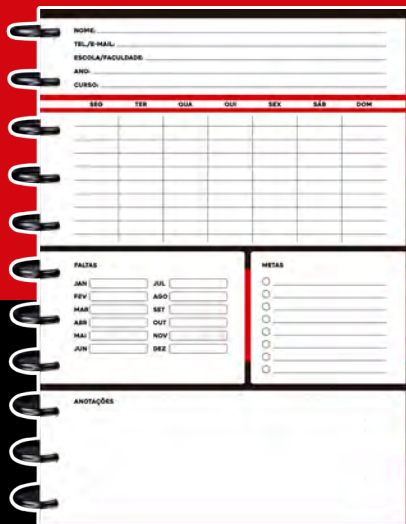 NOME:
TEL./E-MAIL:
ESCOLA/FACULDADE:
ANO:
CURSO:
SEG TER QUA QUI SEX SÁB DOM
FALTAS
JAN JUL
FEV AGO
MAR SET
ABR OUT
MAI NOV
JUN DEZ
METAS
ANOTAÇÕES